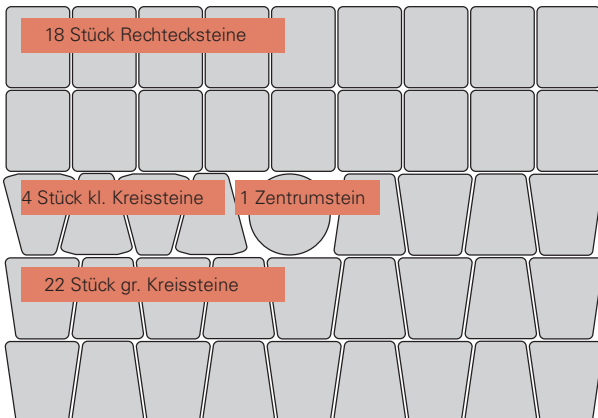 18 Stück Rechtecksteine
4 Stück kl. Kreissteine
1 Zentrumstein
22 Stück gr. Kreissteine